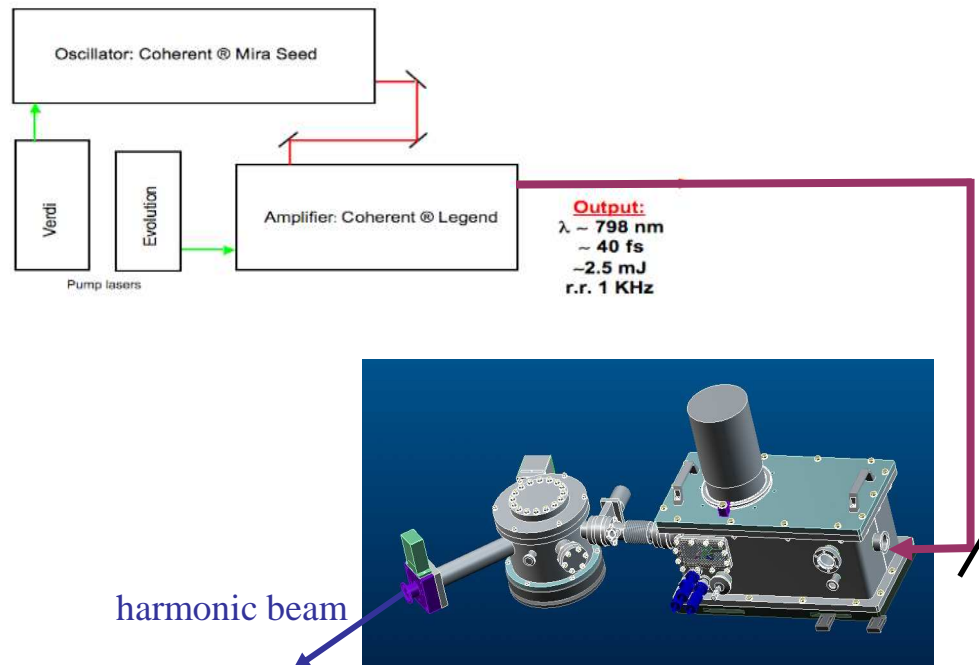 Oscillator: Coherent ® Mira Seed
Verdi
Evolution
Amplifier: Coherent ® Legend
Pump lasers
Output:
λ ~ 798 nm
~ 40 fs
~2.5 mJ
r.r. 1 KHz
harmonic beam